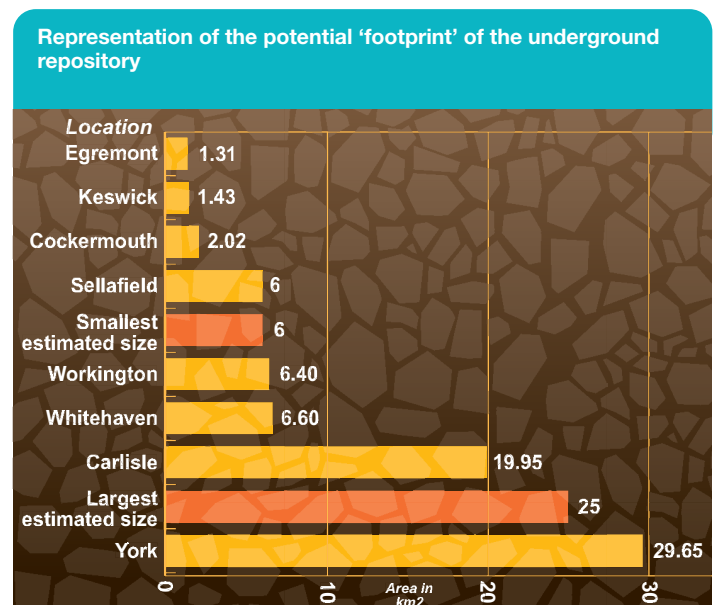 Representation of the potential ‘footprint’ of the underground
repository
Location
Egremont 1.31
Keswick 1.43
Cockermouth 2.02
Sellafield 6
Smallest
estimated size 6
Workington 6.40
Whitehaven 6.60
Carlisle 19.95
Largest
estimated size 25
York 29.65
0 10 20 30
Area in
km2